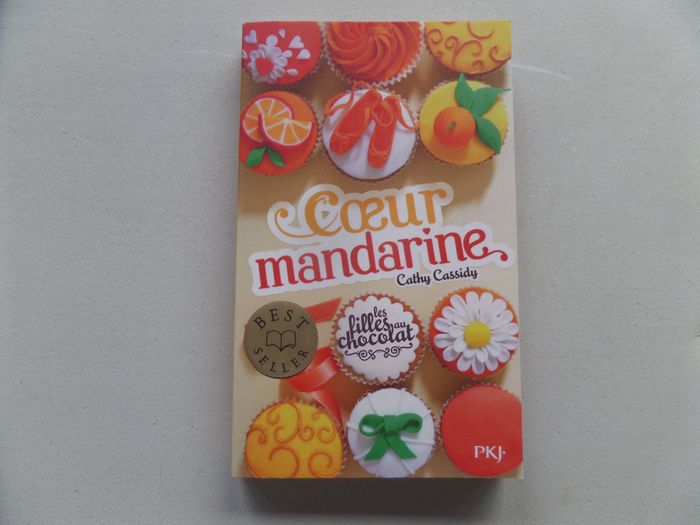 Cœur
mandarine
Cathy Cassidy
BEST
SELLER
les
filles au
chocolat
PKJ·